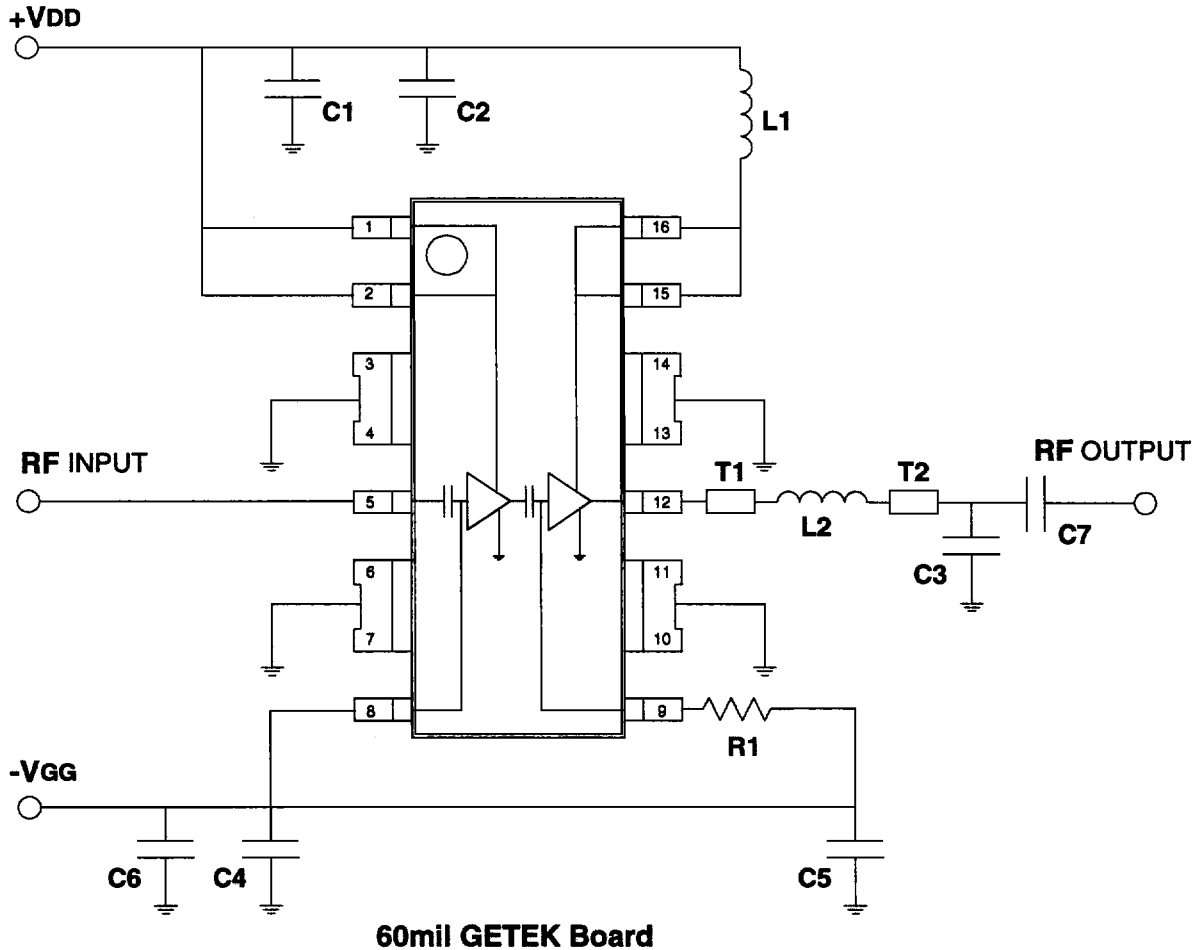 +VDD
C1
C2
L1
1
16
2
15
3
14
4
13
RF INPUT
RF OUTPUT
T1
T2
5
12
L2
C7
C3
6
11
7
10
8
9
R1
-VGG
C6
C4
C5
60mil GETEK Board